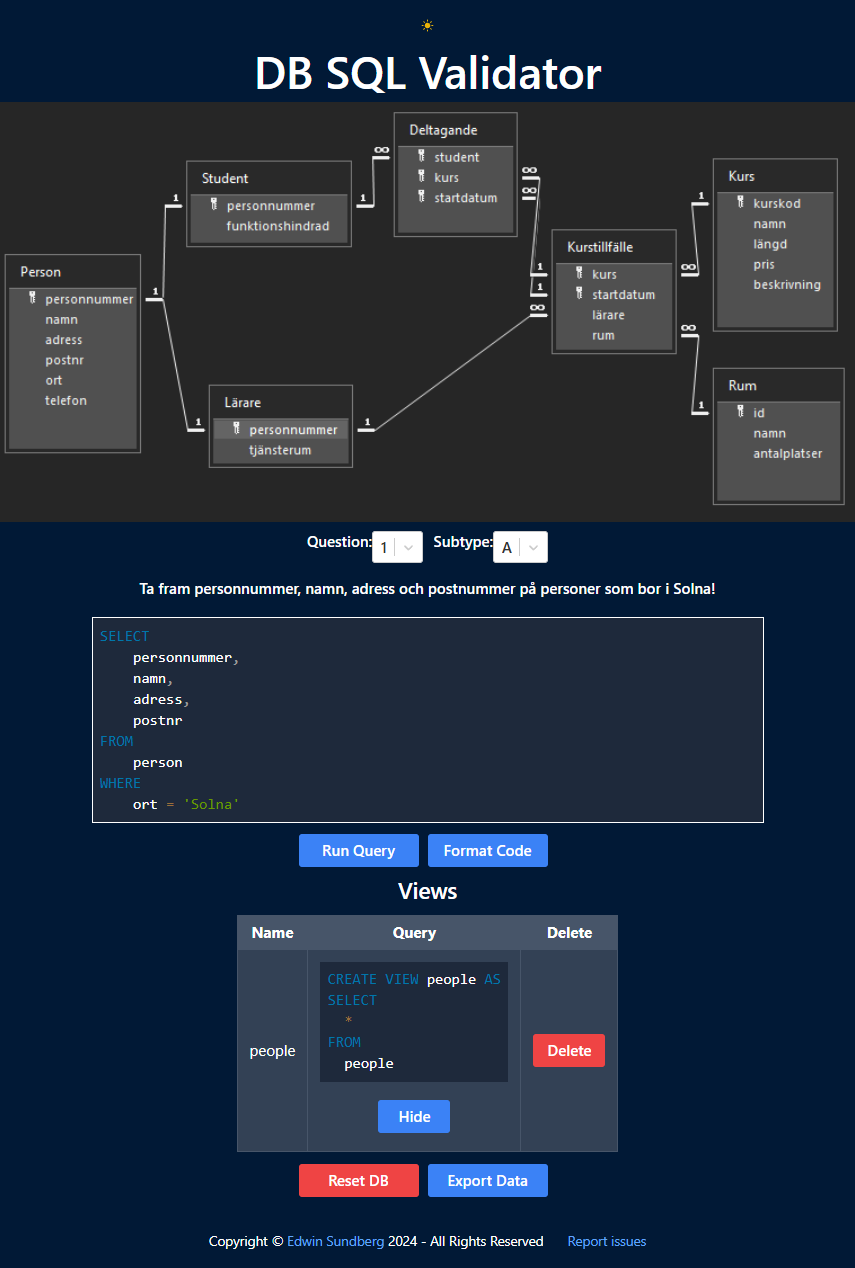 DB SQL Validator
Person
personnummer
namn
adress
postnr
ort
telefon
1
1
1
Student
personnummer
funktionshindrad
1
Lärare
personnummer
tjänsterum
1
∞
Deltagande
student
kurs
startdatum
∞
∞
1
1
∞
Kurstillfälle
kurs
startdatum
lärare
rum
∞
1
∞
1
Kurs
kurskod
namn
längd
pris
beskrivning
Rum
id
namn
antalplatser
Question: 1 Subtype: A
Ta fram personnummer, namn, adress och postnummer på personer som bor i Solna!
SELECT
personnummer,
namn,
adress,
postnr
FROM
person
WHERE
ort = 'Solna'
Run Query Format Code
Views
Name Query Delete
people
CREATE VIEW people AS
SELECT
*
FROM
people
Hide
Delete
Reset DB Export Data
Copyright © Edwin Sundberg 2024 - All Rights Reserved Report issues